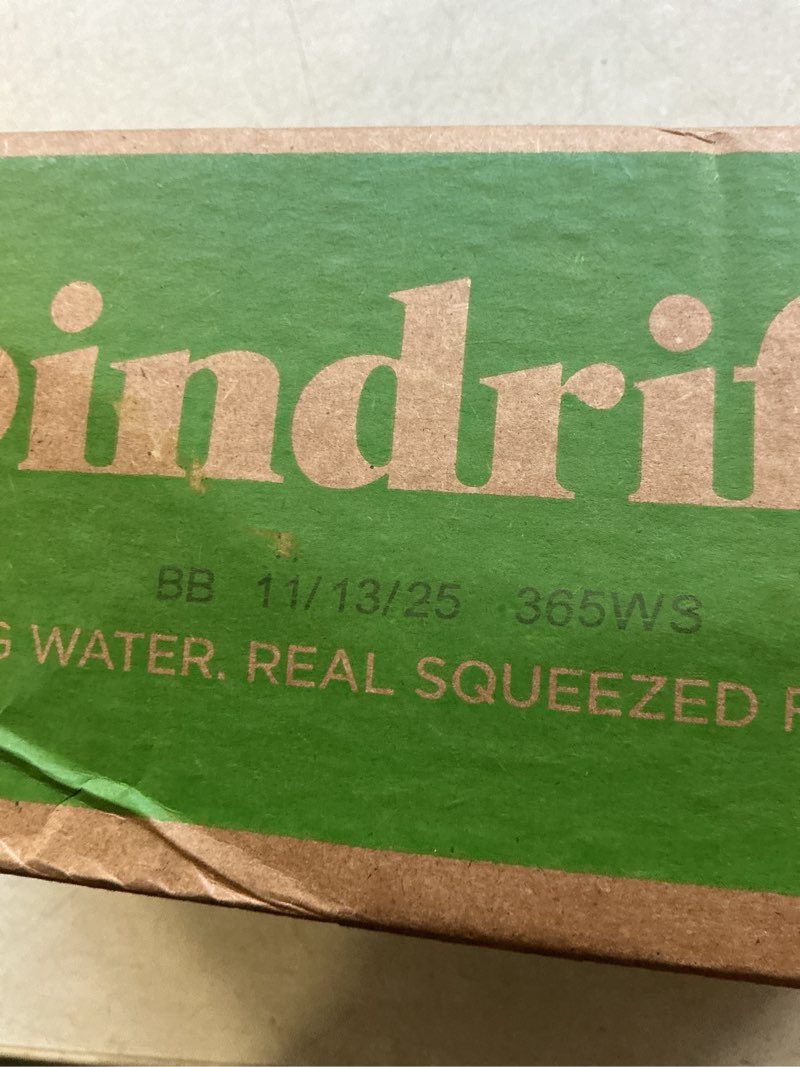 pindrif
BB 11/13/25 365WS
G WATER. REAL SQUEEZED F